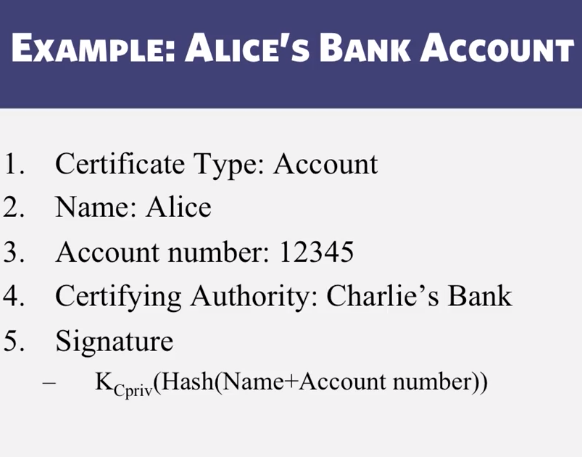 EXAMPLE: ALICE'S BANK ACCOUNT
1. Certificate Type: Account
2. Name: Alice
3. Account number: 12345
4. Certifying Authority: Charlie's Bank
5. Signature
– KCpriv(Hash(Name+Account number))